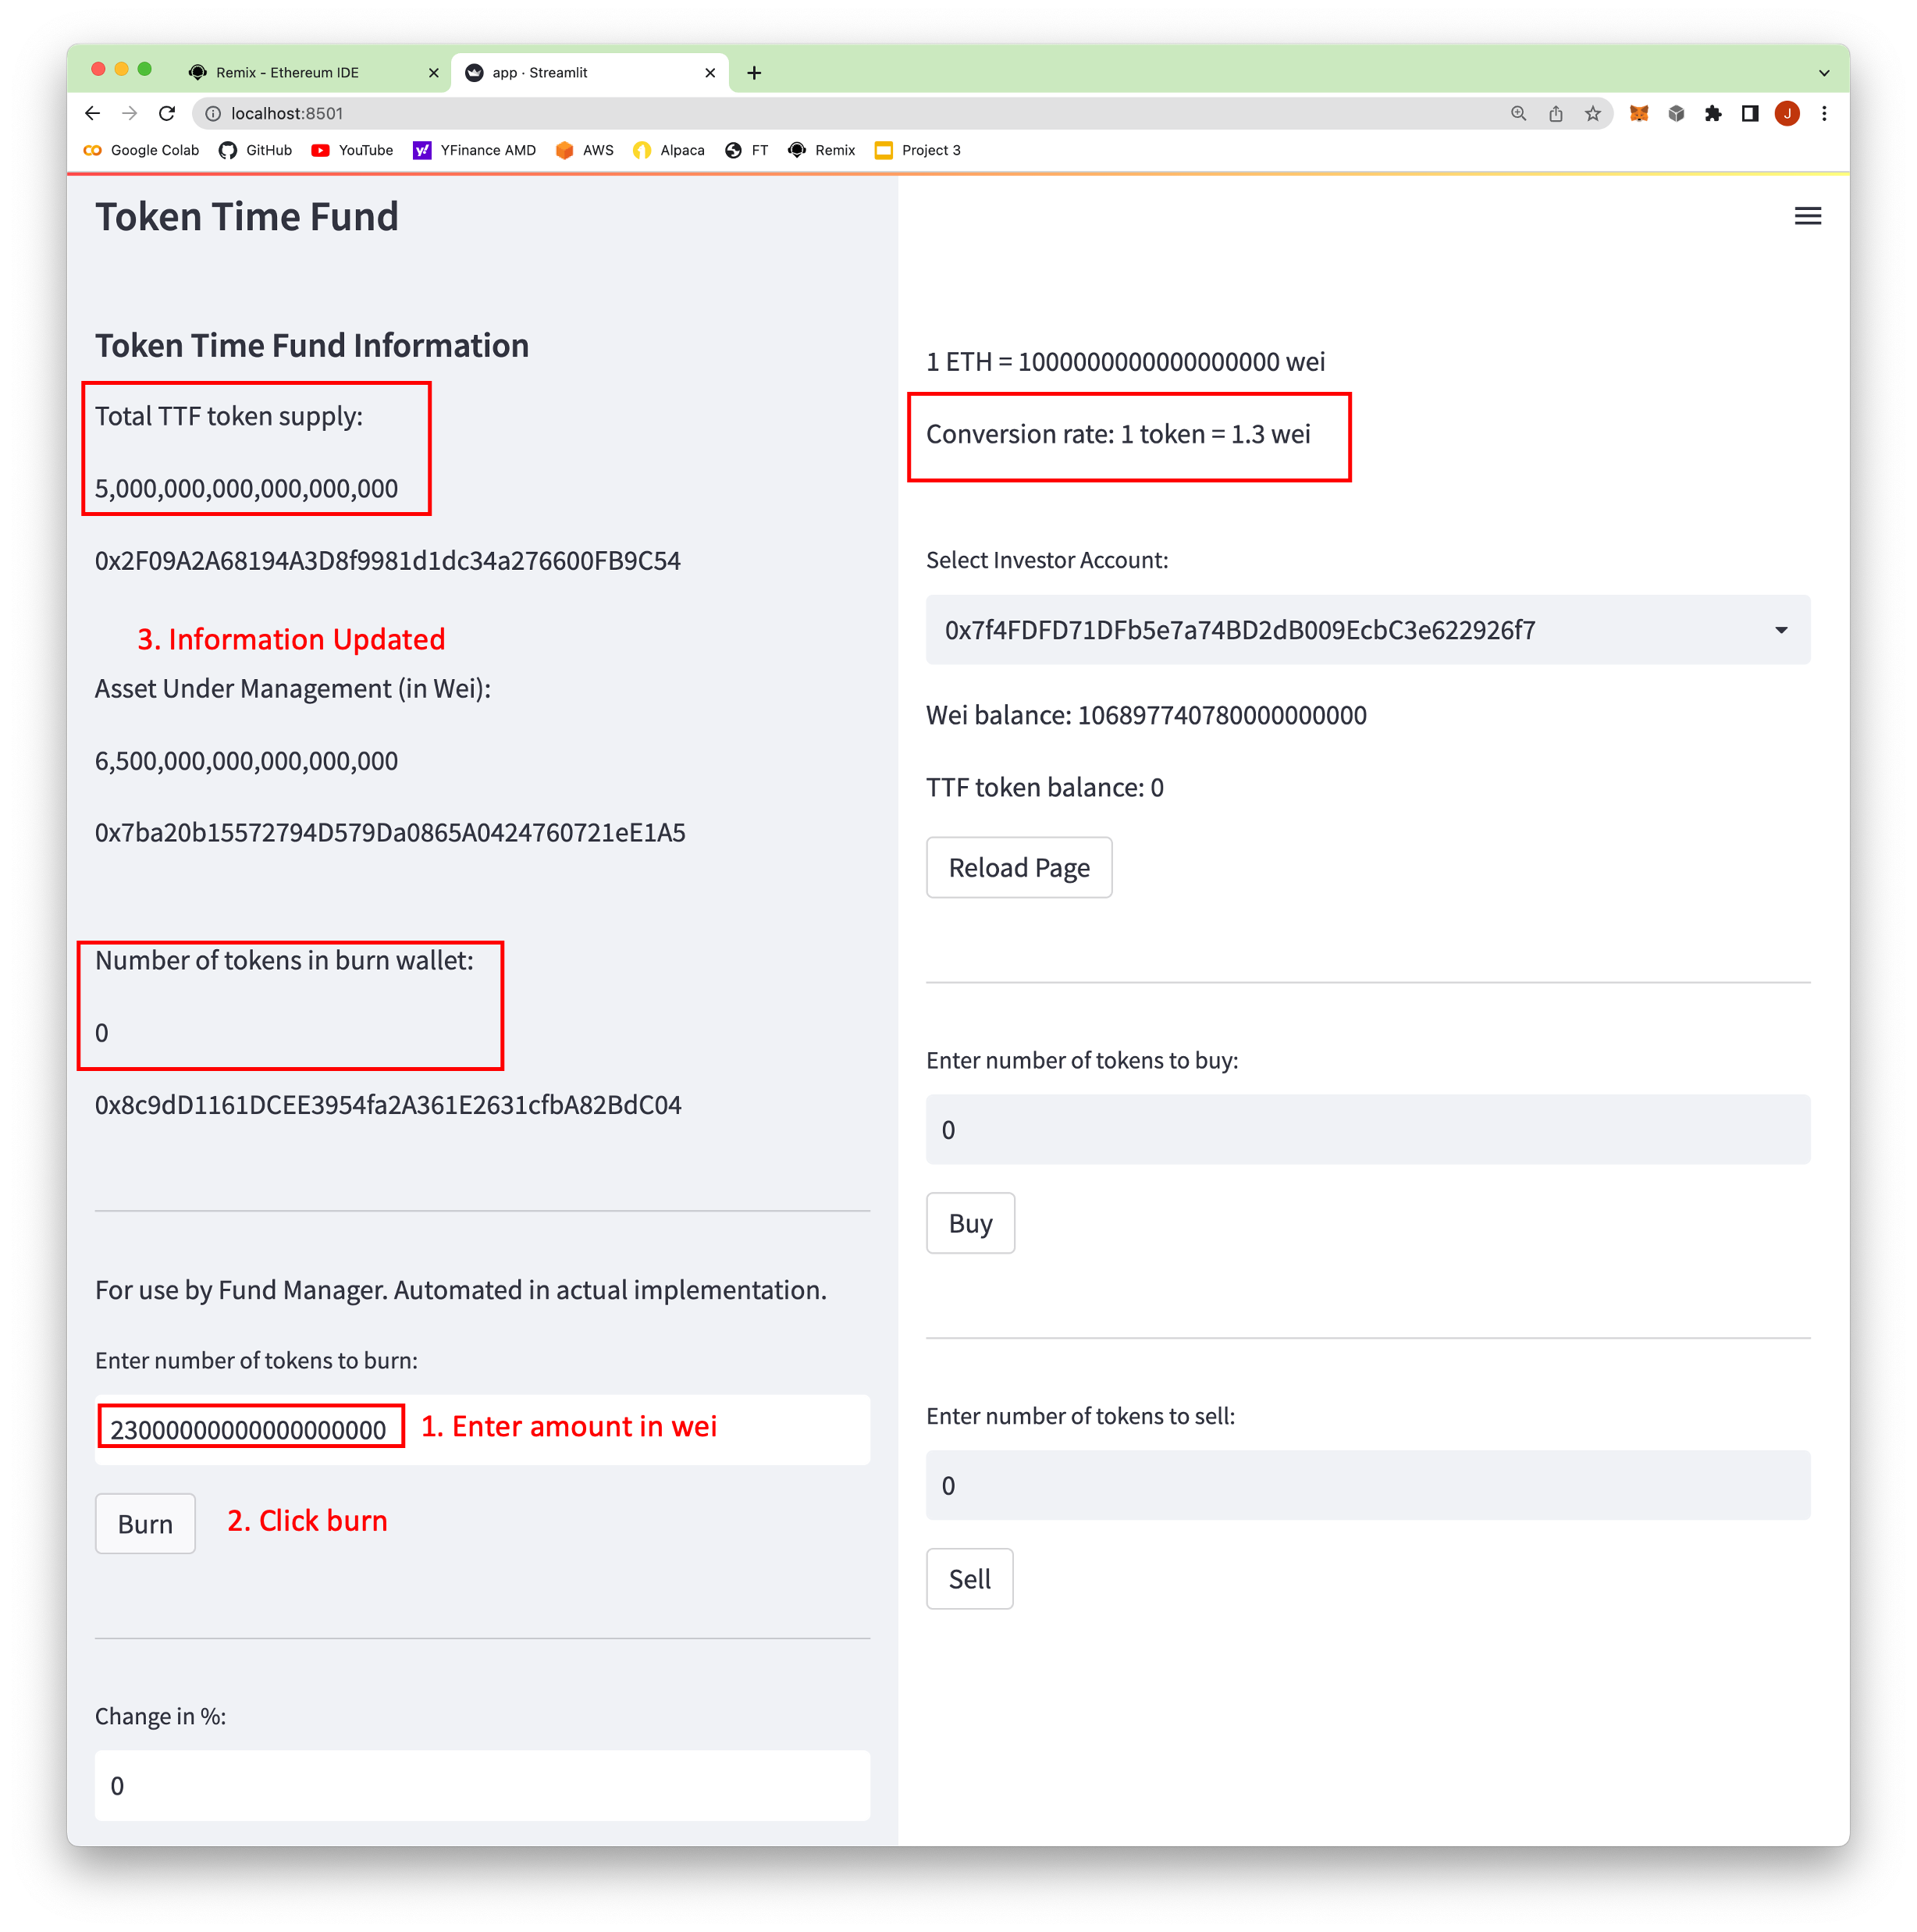 Remix - Ethereum IDE
app · Streamlit
localhost:8501
J
Google Colab GitHub YouTube YFinance AMD AWS Alpaca FT Remix Project 3
Token Time Fund
Token Time Fund Information
Total TTF token supply:
5,000,000,000,000,000,000
0x2F09A2A68194A3D8f9981d1dc34a276600FB9C54
3. Information Updated
Asset Under Management (in Wei):
6,500,000,000,000,000,000
0x7ba20b15572794D579Da0865A0424760721eE1A5
Number of tokens in burn wallet:
0
0x8c9dD1161DCEE3954fa2A361E2631cfbA82BdC04
For use by Fund Manager. Automated in actual implementation.
Enter number of tokens to burn:
2300000000000000000 1. Enter amount in wei
Burn 2. Click burn
Change in %:
0
1 ETH = 1000000000000000000 wei
Conversion rate: 1 token = 1.3 wei
Select Investor Account:
0x7f4FDFD71DFb5e7a74BD2dB009EcbC3e622926f7
Wei balance: 106897740780000000000
TTF token balance: 0
Reload Page
Enter number of tokens to buy:
0
Buy
Enter number of tokens to sell:
0
Sell